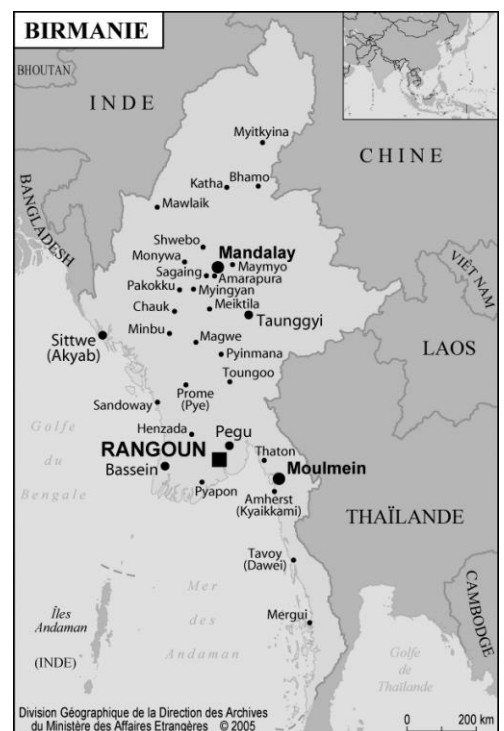 BIRMANIE
BHOUTAN
INDE
CHINE
Myitkyina
BANGLADESH
Bhamo
Katha
Mawlaik
Shwebo
Mandalay
Monywa
Maymyo
Sagaing
Amarapura
VIÊT NAM
Pakokku
Myingyan
Chauk
Meiktila
Taunggyi
Minbu
Sittwe
(Akyab)
Magwe
LAOS
Pyinmana
Toungoo
Prome
(Pye)
Sandoway
Golfe
du
Bengale
Henzada
Pegu
RANGOUN
Bassein
Thaton
Moulmein
Pyapon
Amherst
(Kyaikkami)
THAÏLANDE
Tavoy
(Dawei)
CAMBODGE
Mer
des
Andaman
Îles
Andaman
(INDE)
Mergui
Golfe
de
Thaïlande
Division Géographique de la Direction des Archives
du Ministère des Affaires Etrangères © 2005
0 200 km